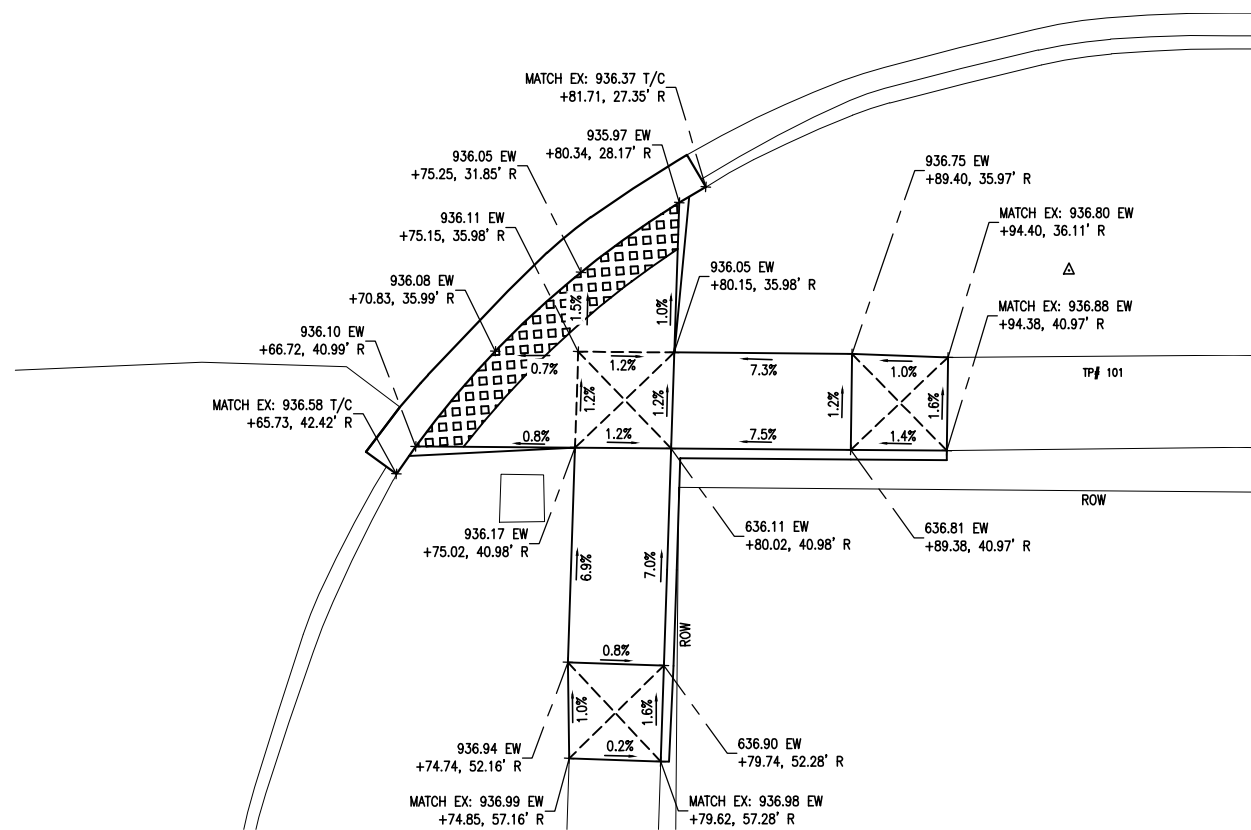 MATCH EX: 936.37 T/C
+81.71, 27.35' R
935.97 EW
+80.34, 28.17' R
936.05 EW
+75.25, 31.85' R
936.75 EW
+89.40, 35.97' R
936.11 EW
+75.15, 35.98' R
MATCH EX: 936.80 EW
+94.40, 36.11' R
936.05 EW
+80.15, 35.98' R
936.08 EW
+70.83, 35.99' R
MATCH EX: 936.88 EW
+94.38, 40.97' R
936.10 EW
+66.72, 40.99' R
1.5%
1.0%
0.7%
1.2%
7.3%
1.0%
TP# 101
MATCH EX: 936.58 T/C
+65.73, 42.42' R
1.2%
1.2%
1.2%
1.6%
0.8%
1.2%
7.5%
1.4%
ROW
936.17 EW
+75.02, 40.98' R
636.11 EW
+80.02, 40.98' R
636.81 EW
+89.38, 40.97' R
6.9%
7.0%
ROW
0.8%
1.0%
1.6%
0.2%
936.94 EW
+74.74, 52.16' R
636.90 EW
+79.74, 52.28' R
MATCH EX: 936.99 EW
+74.85, 57.16' R
MATCH EX: 936.98 EW
+79.62, 57.28' R